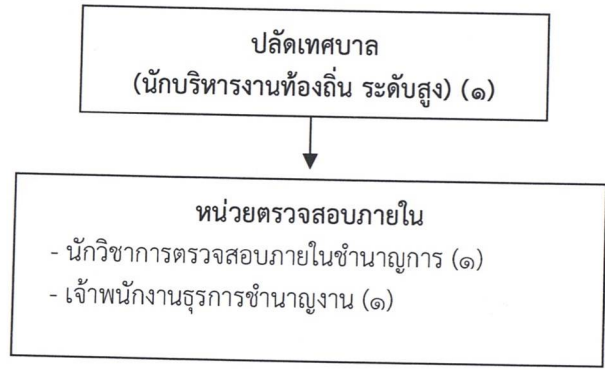 ปลัดเทศบาล
(นักบริหารงานท้องถิ่น ระดับสูง) (๑)
หน่วยตรวจสอบภายใน
- นักวิชาการตรวจสอบภายในชำนาญการ (๑)
- เจ้าพนักงานธุรการชำนาญงาน (๑)